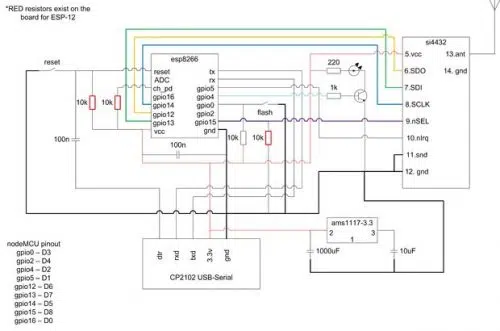 *RED resistors exist on the
board for ESP-12
si4432
esp8266
reset
220
5.vcc
13.ant
reset
tx
ADC
rx
6.SDO
14. gnd
10k
10k
ch_pd
gpio5
1k
7.SDI
gpio16
gpio4
gpio14
gpio0
8.SCLK
gpio12
gpio2
flash
gpio13
gpio15
9.nSEL
vcc
gnd
10k
10k
10.nIrq
100n
100n
11.snd
12. gnd
ams1117-3.3
2
3
1
nodeMCU pinout
gpio0 – D3
gpio2 – D4
gpio4 – D2
gpio5 – D1
gpio12 – D6
gpio13 – D7
gpio14 – D5
gpio15 – D8
gpio16 – D0
dtr
rxd
txd
3.3v
gnd
1000uF
10uF
CP2102 USB-Serial